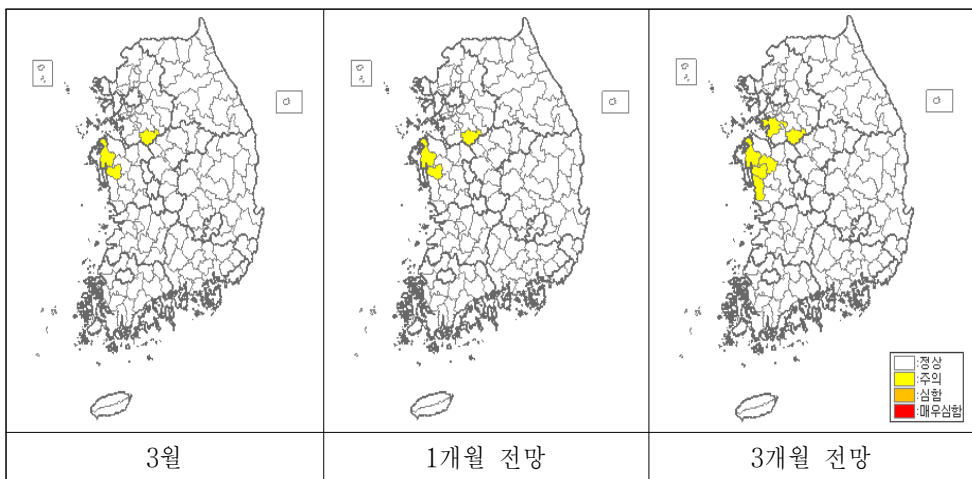 :정상
:주의
:심함
:매우심함
3월
1개월 전망
3개월 전망